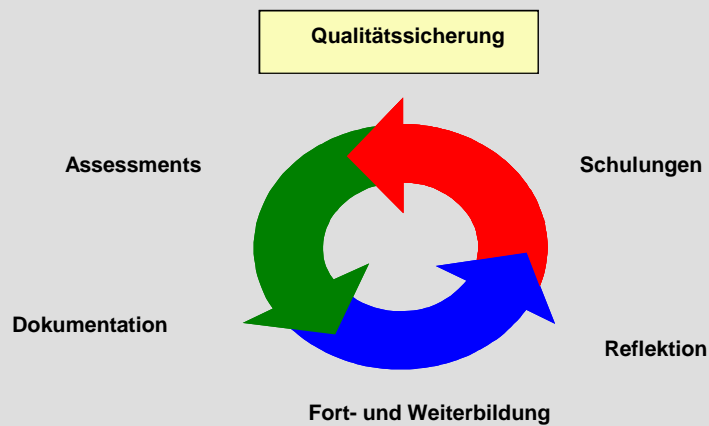 Qualitätssicherung
Assessments
Schulungen
Dokumentation
Reflektion
Fort- und Weiterbildung